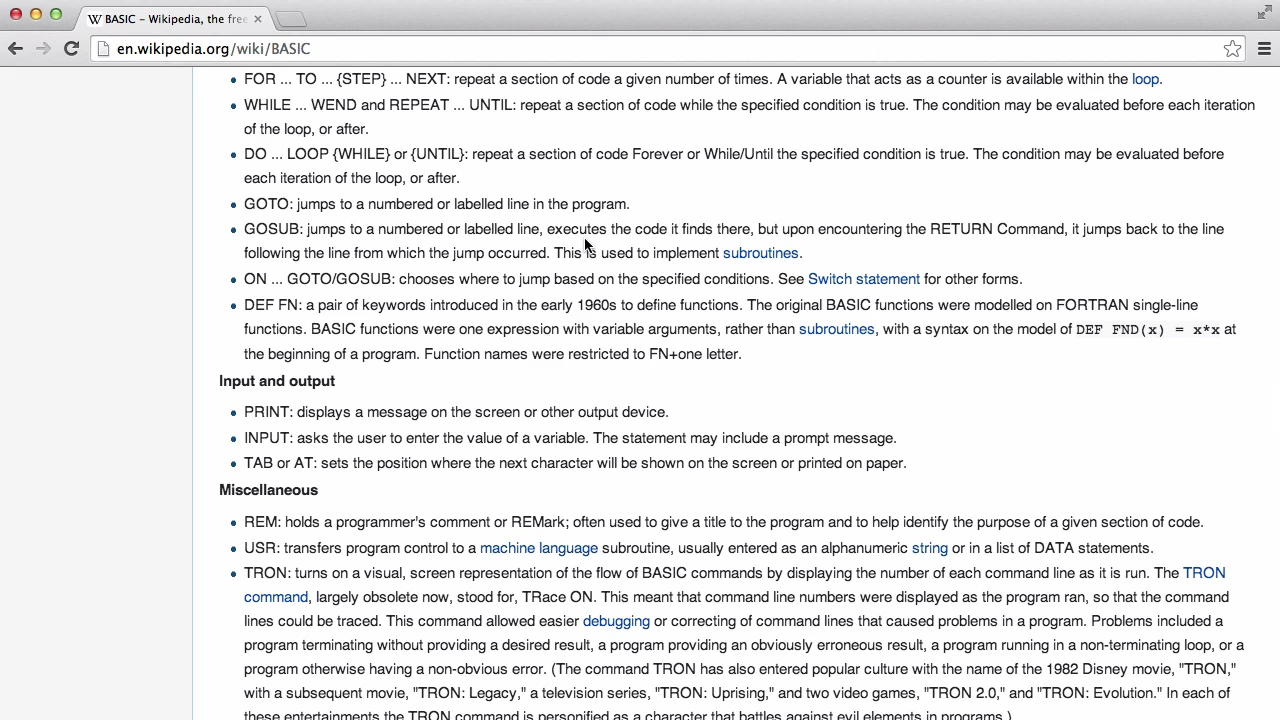 BASIC – Wikipedia, the free
en.wikipedia.org/wiki/BASIC
FOR ... TO ... {STEP} ... NEXT: repeat a section of code a given number of times. A variable that acts as a counter is available within the loop.
WHILE ... WEND and REPEAT ... UNTIL: repeat a section of code while the specified condition is true. The condition may be evaluated before each iteration
of the loop, or after.
DO ... LOOP {WHILE} or {UNTIL}: repeat a section of code Forever or While/Until the specified condition is true. The condition may be evaluated before
each iteration of the loop, or after.
GOTO: jumps to a numbered or labelled line in the program.
GOSUB: jumps to a numbered or labelled line, executes the code it finds there, but upon encountering the RETURN Command, it jumps back to the line
following the line from which the jump occurred. This is used to implement subroutines.
ON ... GOTO/GOSUB: chooses where to jump based on the specified conditions. See Switch statement for other forms.
DEF FN: a pair of keywords introduced in the early 1960s to define functions. The original BASIC functions were modelled on FORTRAN single-line
functions. BASIC functions were one expression with variable arguments, rather than subroutines, with a syntax on the model of DEF FND(x) = x*x at
the beginning of a program. Function names were restricted to FN+one letter.
Input and output
PRINT: displays a message on the screen or other output device.
INPUT: asks the user to enter the value of a variable. The statement may include a prompt message.
TAB or AT: sets the position where the next character will be shown on the screen or printed on paper.
Miscellaneous
REM: holds a programmer's comment or REMark; often used to give a title to the program and to help identify the purpose of a given section of code.
USR: transfers program control to a machine language subroutine, usually entered as an alphanumeric string or in a list of DATA statements.
TRON: turns on a visual, screen representation of the flow of BASIC commands by displaying the number of each command line as it is run. The TRON
command, largely obsolete now, stood for, TRace ON. This meant that command line numbers were displayed as the program ran, so that the command
lines could be traced. This command allowed easier debugging or correcting of command lines that caused problems in a program. Problems included a
program terminating without providing a desired result, a program providing an obviously erroneous result, a program running in a non-terminating loop, or a
program otherwise having a non-obvious error. (The command TRON has also entered popular culture with the name of the 1982 Disney movie, "TRON,"
with a subsequent movie, "TRON: Legacy," a television series, "TRON: Uprising," and two video games, "TRON 2.0," and "TRON: Evolution." In each of
these entertainments the TRON command is personified as a character that battles against evil elements in programs.)